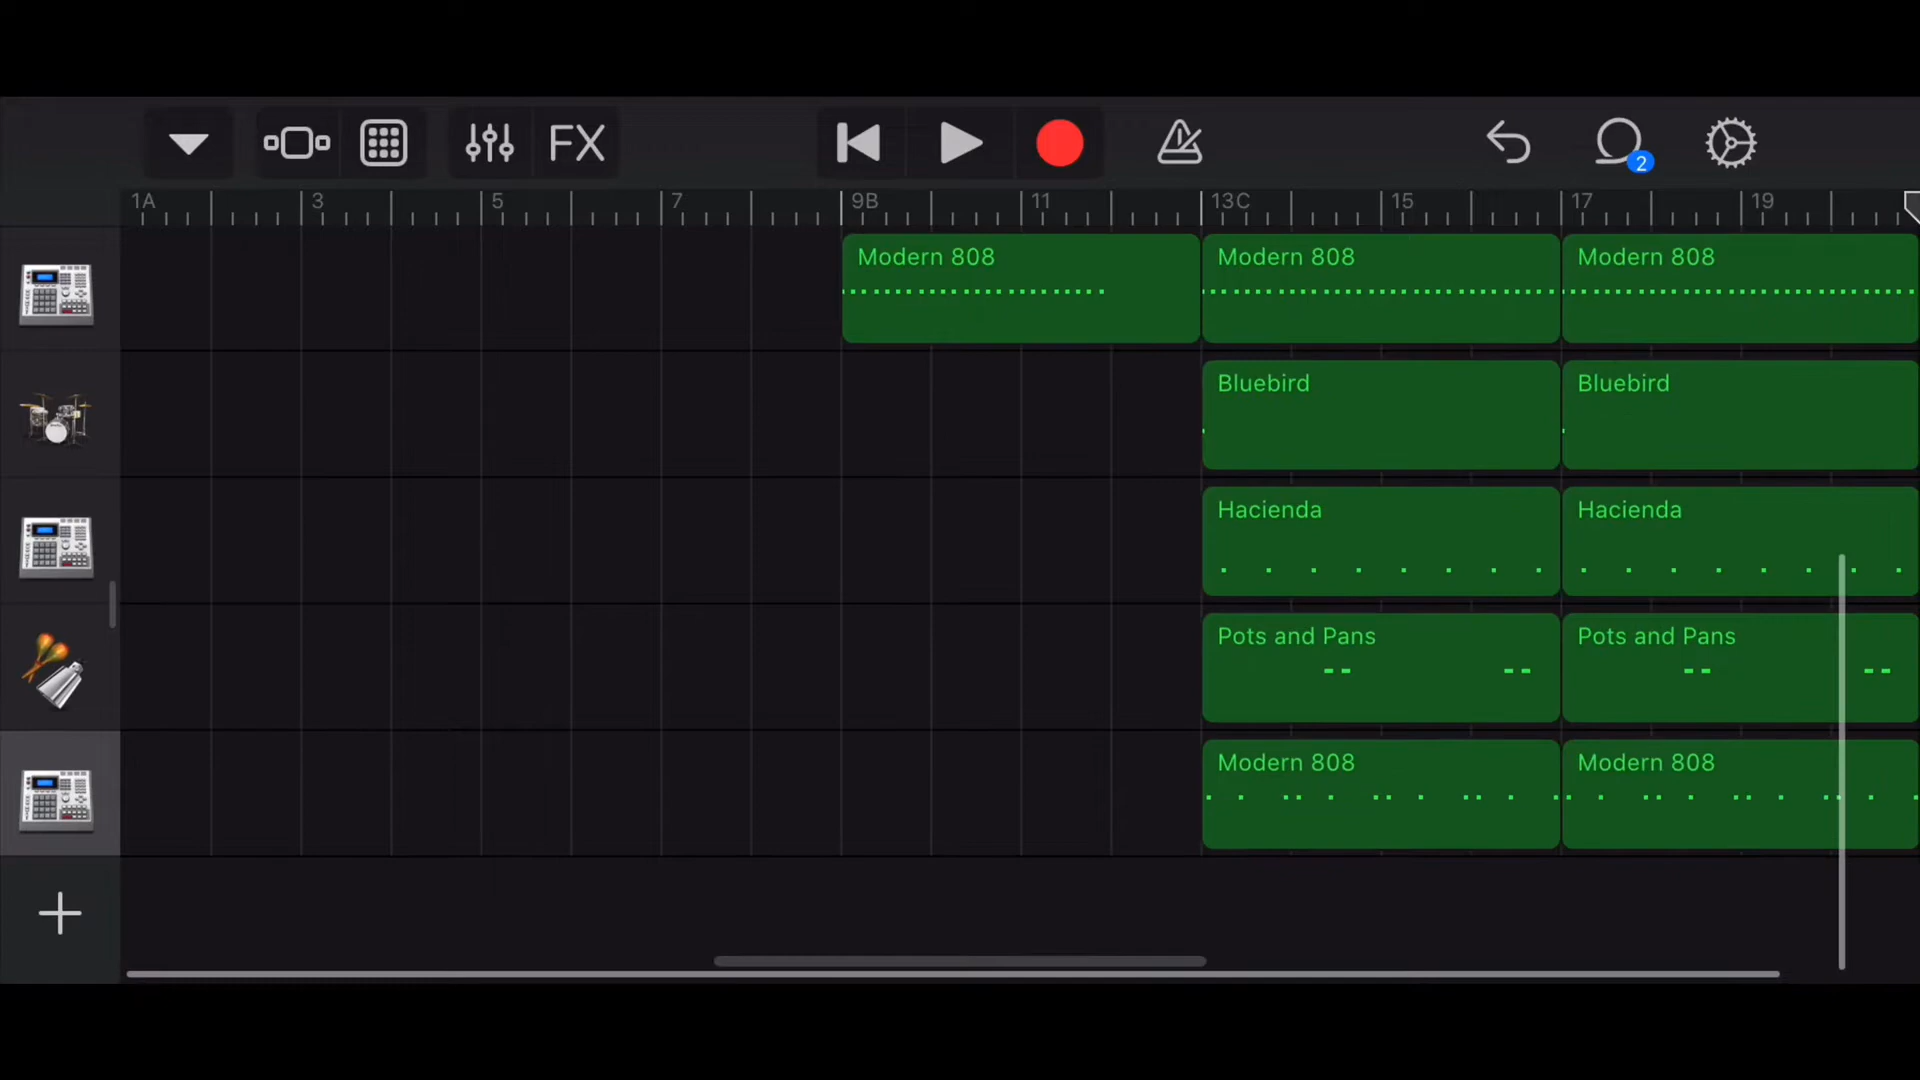 FX
2
1A 3 5 7 9B 11 13C 15 17 19
Modern 808 Modern 808 Modern 808
Bluebird Bluebird
Hacienda Hacienda
Pots and Pans Pots and Pans
Modern 808 Modern 808